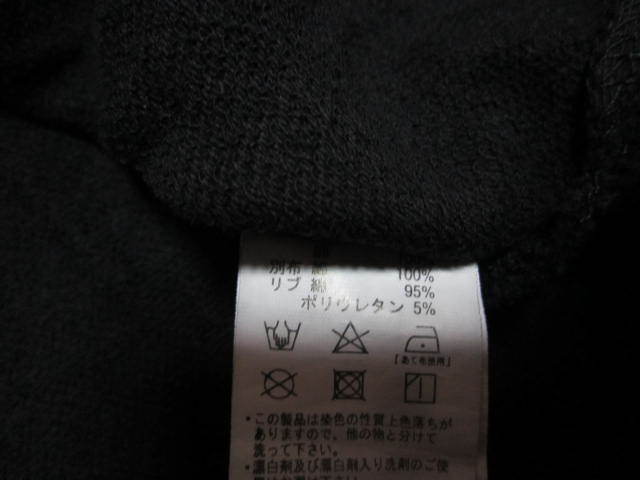 別布 綿 100%
リブ 綿 95%
ポリウレタン 5%
[あて布使用]
・この製品は染色の性質上色落ちが
ありますので、他の物と分けて
洗って下さい。
・漂白剤及び蛍白剤入り洗剤のご使